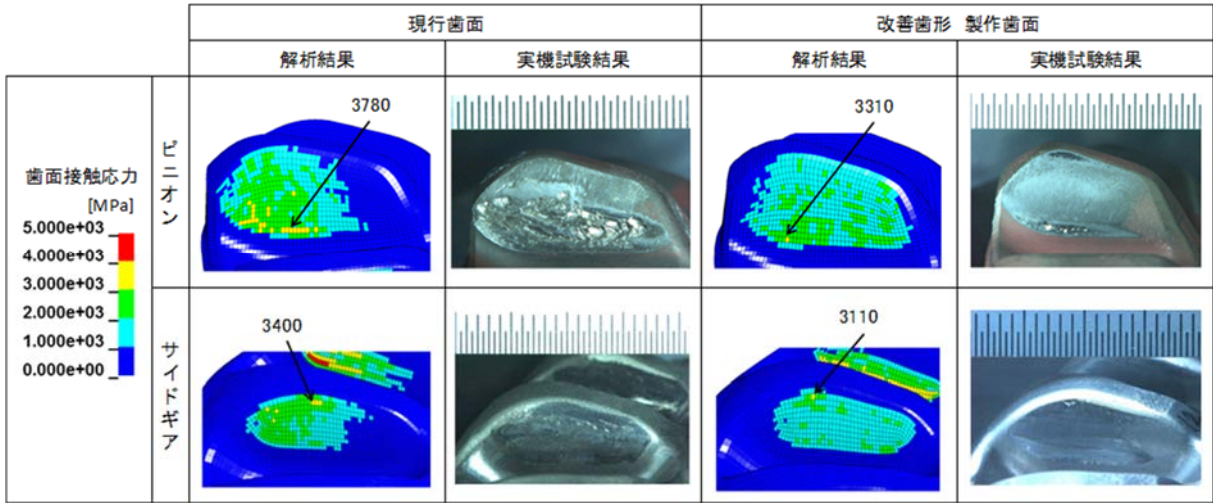 現行歯面
改善歯形 製作歯面
解析結果
実機試験結果
解析結果
実機試験結果
歯面接触応力
[MPa]
5.000e+03
4.000e+03
3.000e+03
2.000e+03
1.000e+03
0.000e+00
ピニオン
3780
3310
サイドギア
3400
3110